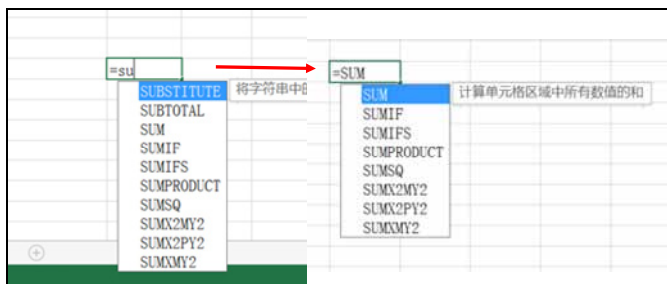 =su
SUBSTITUTE 将字符串中的
SUBTOTAL
SUM
SUMIF
SUMIFS
SUMPRODUCT
SUMSQ
SUMX2MY2
SUMX2PY2
SUMXMY2
=SUM
SUM 计算单元格区域中所有数值的和
SUMIF
SUMIFS
SUMPRODUCT
SUMSQ
SUMX2MY2
SUMX2PY2
SUMXMY2